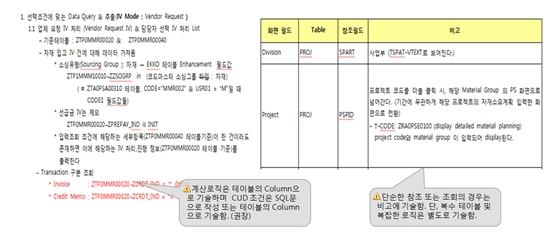 1. 선택조건에 맞는 Data Query & 추출(IV Mode : Vendor Request )
1.1 업체 요청 IV 처리 (Vendor Request IV) & 담당자 선택 IV 처리 List
– 기준테이블 : ZTP0MMR00020 & ZTP0MMR00040
– 자재 입고 IV 건에 대해 데이터 가져옴
* 소싱유형(Sourcing Group ): 자재 → EKKO 테이블 Enhancement 필드값
ZTP1MMM10010~ZZSOGRP in (코드마스하 소싱그룹 파일 : 자재)
( # ZTA0PSA00310 테이블, CODE="MMR002" & USR01 = "M"일 때
CODE1 필드값들)
* 선급금 IV는 제외
ZTP0MMR00020~ZPREPAY_IND is INIT
* 입력조회 조건에 해당하는 세부항목(ZTP0MMR00040 테이블기준)이 한 건이라도
존재하면 이에 해당하는 IV 처리/진행 정보(ZTP0MMR00020 테이블 기준)를
출력한다
– Transaction 구분 조회
* Invoice : ZTP0MMR00020~ZCRDT_IND = ""
* Credit Memo : ZTP0MMR00020~ZCRDT_IND = "X
⚠계산로직은 테이블의 Column으
로 기술하며 CUD 조건은 SQL문
으로 작성 또는 테이블의 Column
으로 기술함. (권장)
화면 필드 Table 참조필드 비고
Division PROJ SPART 사업부 (TSPAT-VTEXT로 보여진다.)
Project PROJ PSPID
프로젝트 코드를 더블 클릭 시, 해당 Material Group 의 PS 화면으로
넘어간다. (기간에 무관하게 해당 프로젝트의 자재소요계획 입력한 화
면으로 전환)
– T-CODE: ZRA0PSE0100 (display detailed material planning)
project code와 material group 이 입력되어 display된다.
⚠단순한 참조 또는 조회의 경우는
비고에 기술함. 단, 복수 테이블 및
복잡한 로직은 별도로 기술함.